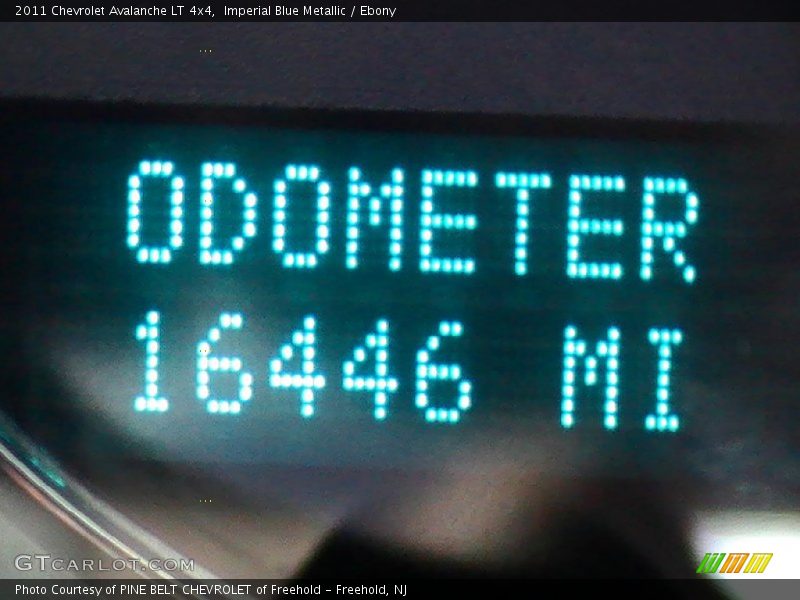 2011 Chevrolet Avalanche LT 4x4,  Imperial Blue Metallic / Ebony
ODOMETER
16446 MI
GTCARLOT.COM
Photo Courtesy of PINE BELT CHEVROLET of Freehold - Freehold, NJ